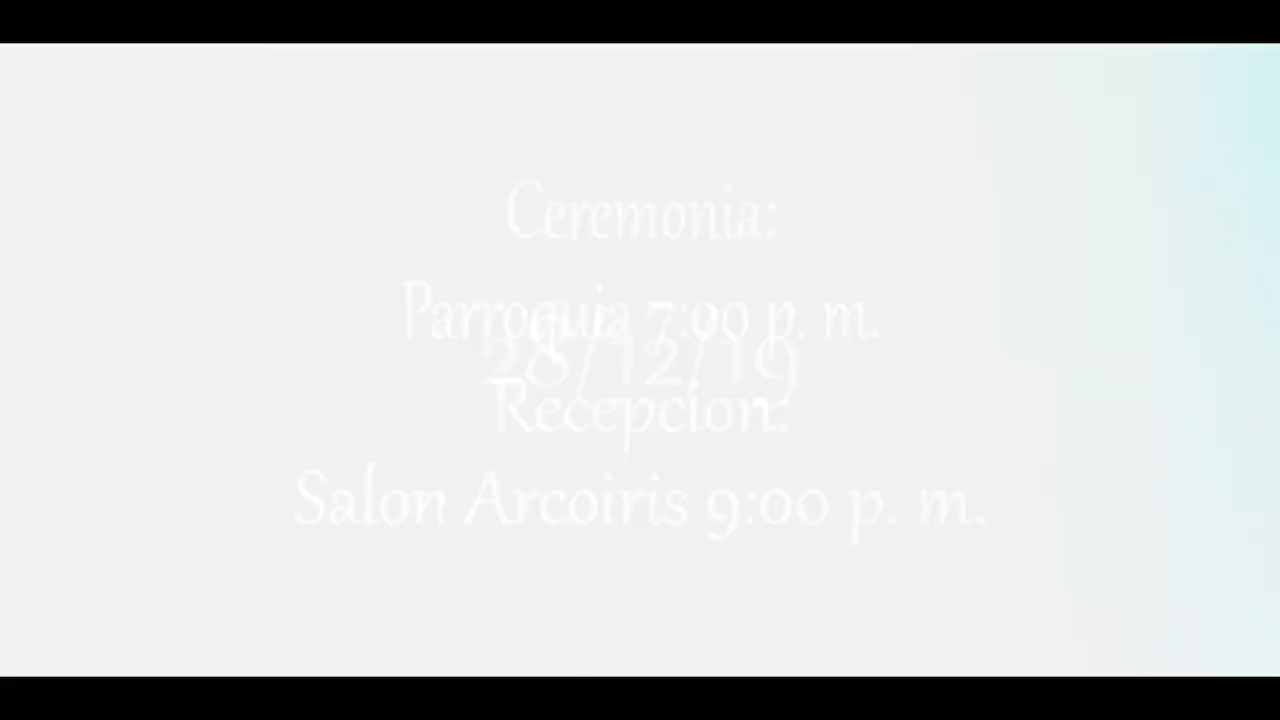 Ceremonia:
Parroquia 7:00 p. m.
28/12/19
Recepcion:
Salon Arcoiris 9:00 p. m.